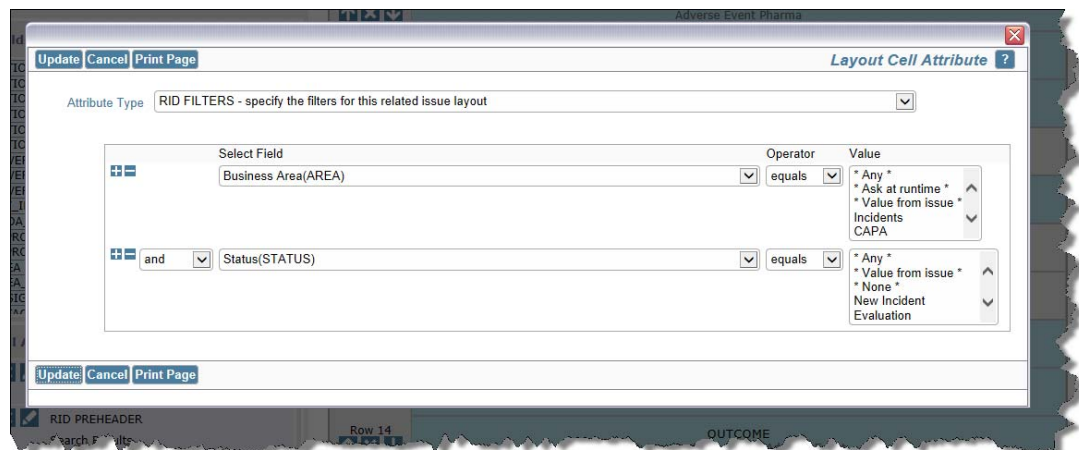 Adverse Event Pharma
Update Cancel Print Page
Layout Cell Attribute ?
Attribute Type RID FILTERS - specify the filters for this related issue layout
Select Field Operator Value
Business Area(AREA) equals * Any *
* Ask at runtime *
* Value from issue *
Incidents
CAPA
and Status(STATUS) equals * Any *
* Value from issue *
* None *
New Incident
Evaluation
Update Cancel Print Page
RID PREHEADER
Search Results
Row 14
OUTCOME